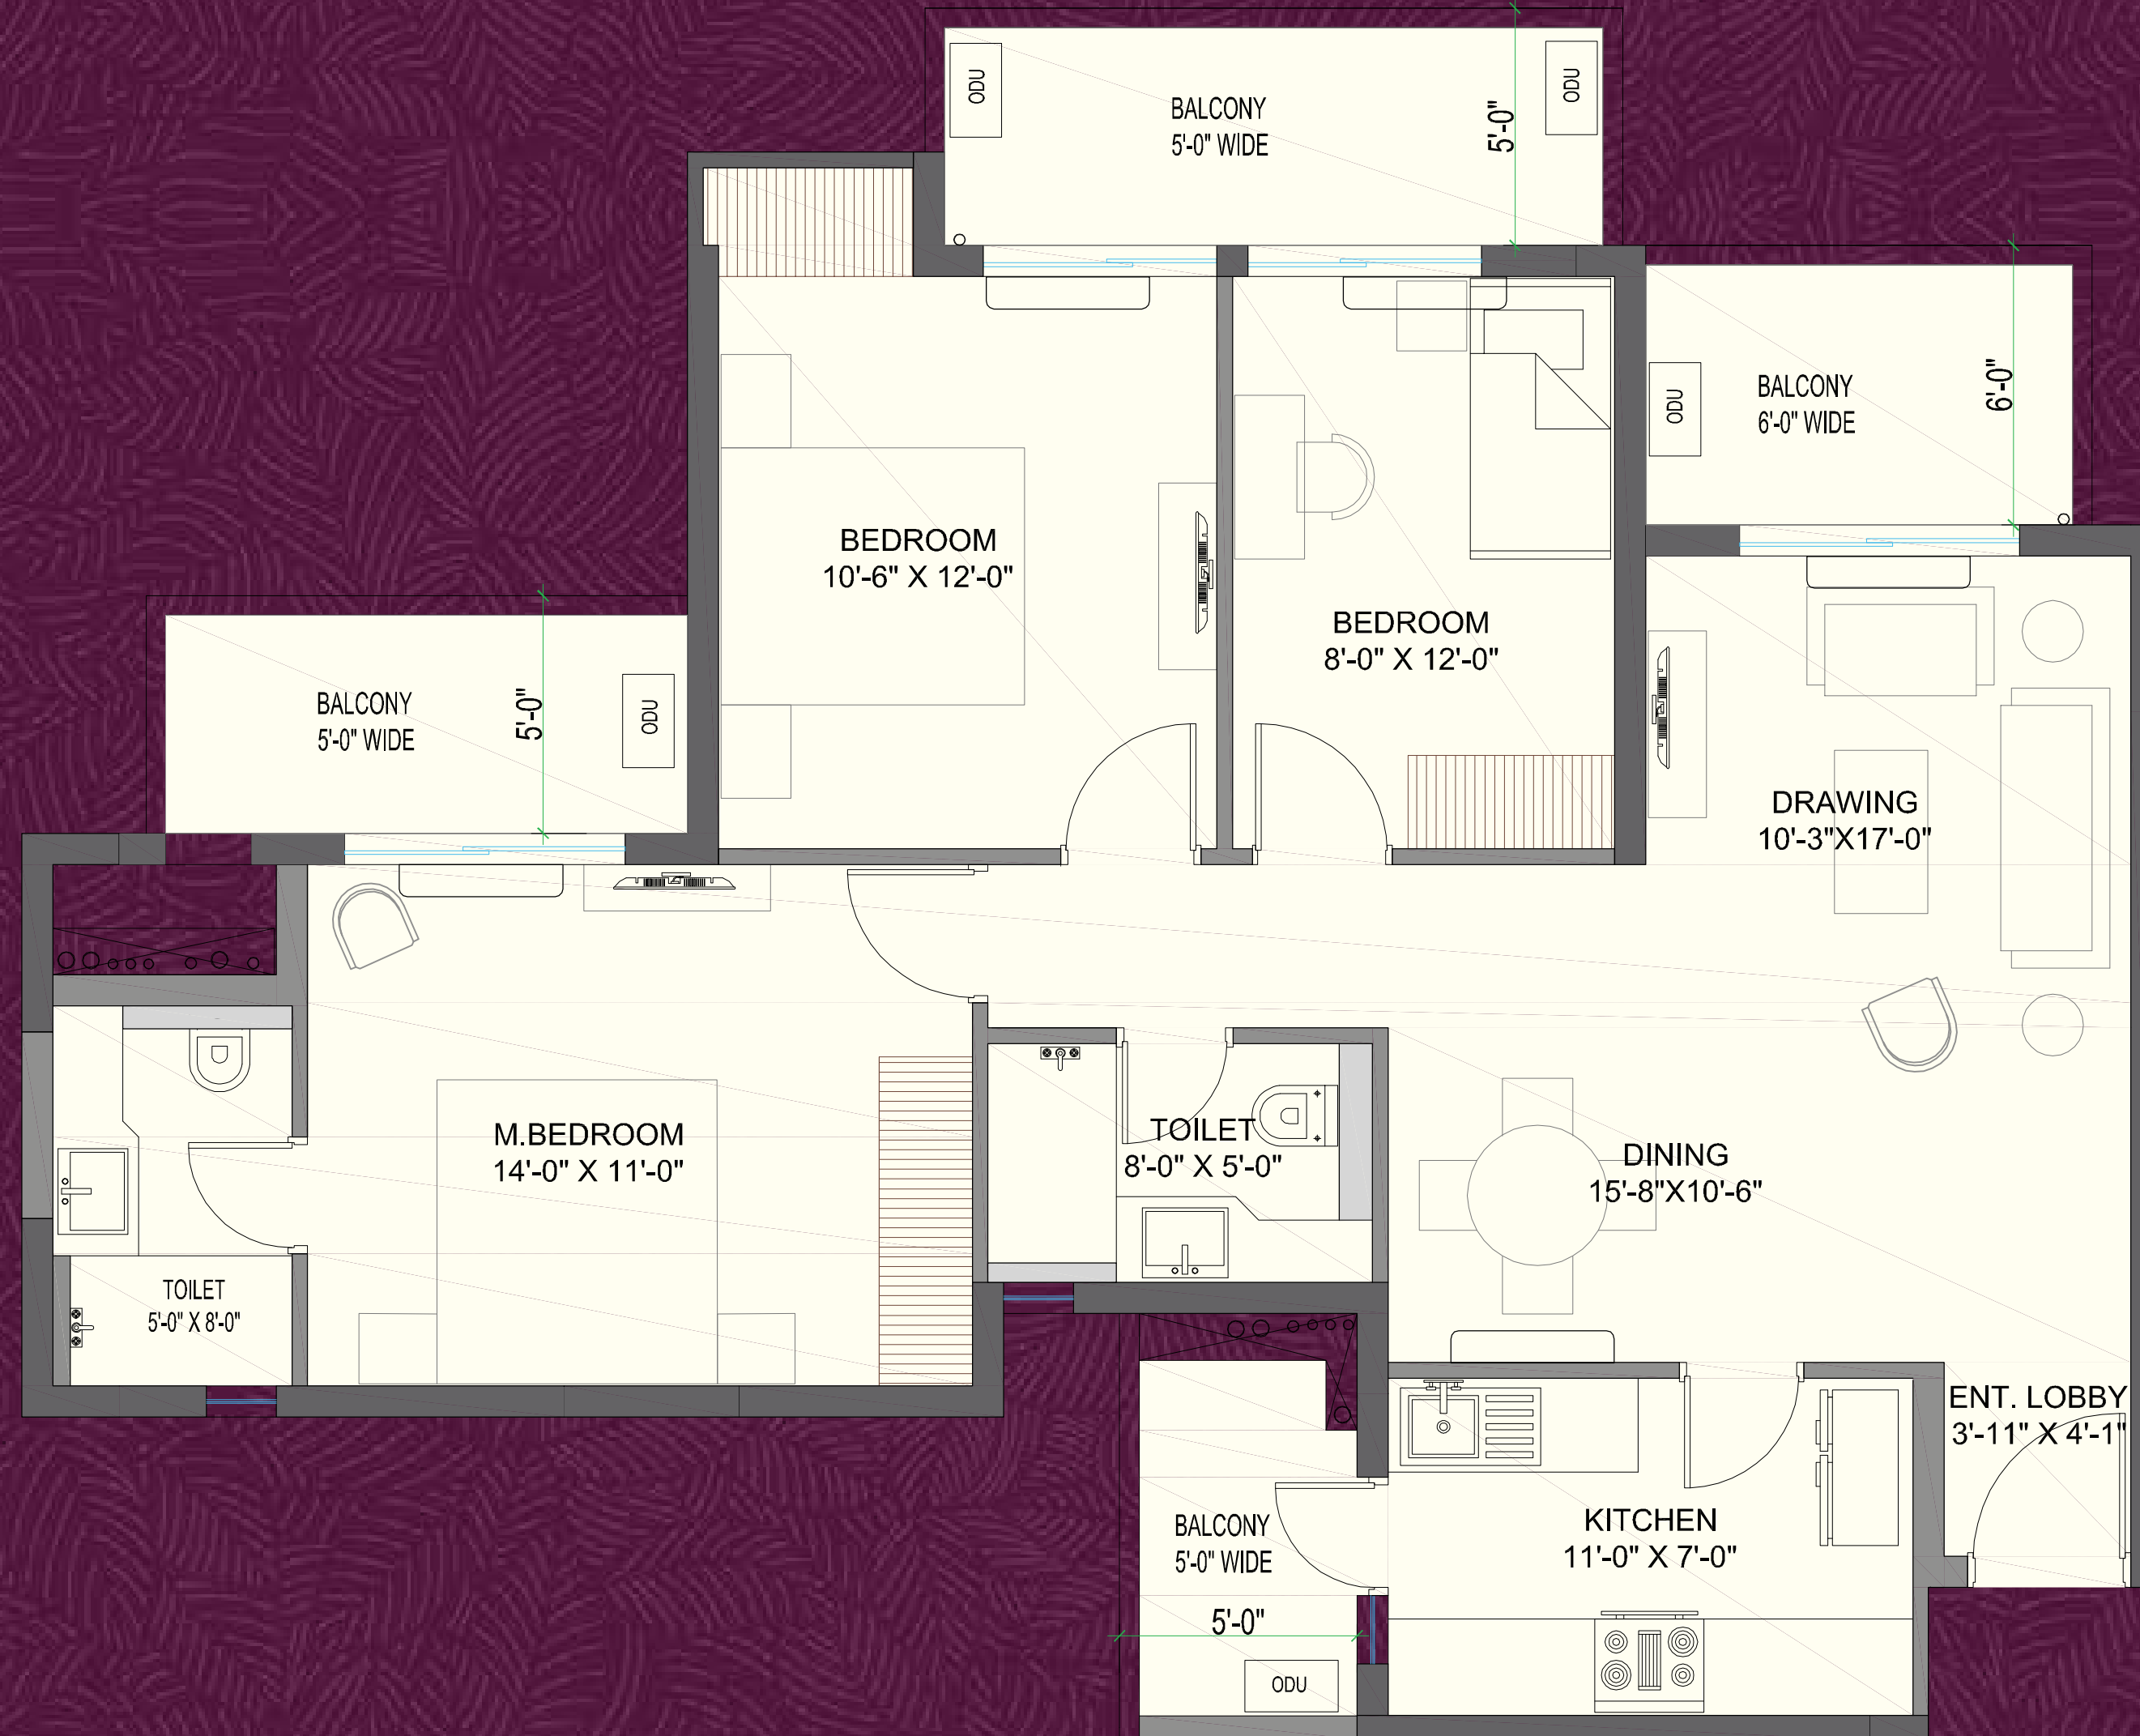 ODU
BALCONY
5'-0" WIDE
5'-0"
ODU
BALCONY
6'-0" WIDE
6'-0"
ODU
BEDROOM
10'-6" X 12'-0"
BEDROOM
8'-0" X 12'-0"
BALCONY
5'-0" WIDE
5'-0"
ODU
DRAWING
10'-3"X17'-0"
M.BEDROOM
14'-0" X 11'-0"
TOILET
8'-0" X 5'-0"
DINING
15'-8"X10'-6"
TOILET
5'-0" X 8'-0"
ENT. LOBBY
3'-11" X 4'-1"
BALCONY
5'-0" WIDE
5'-0"
ODU
KITCHEN
11'-0" X 7'-0"